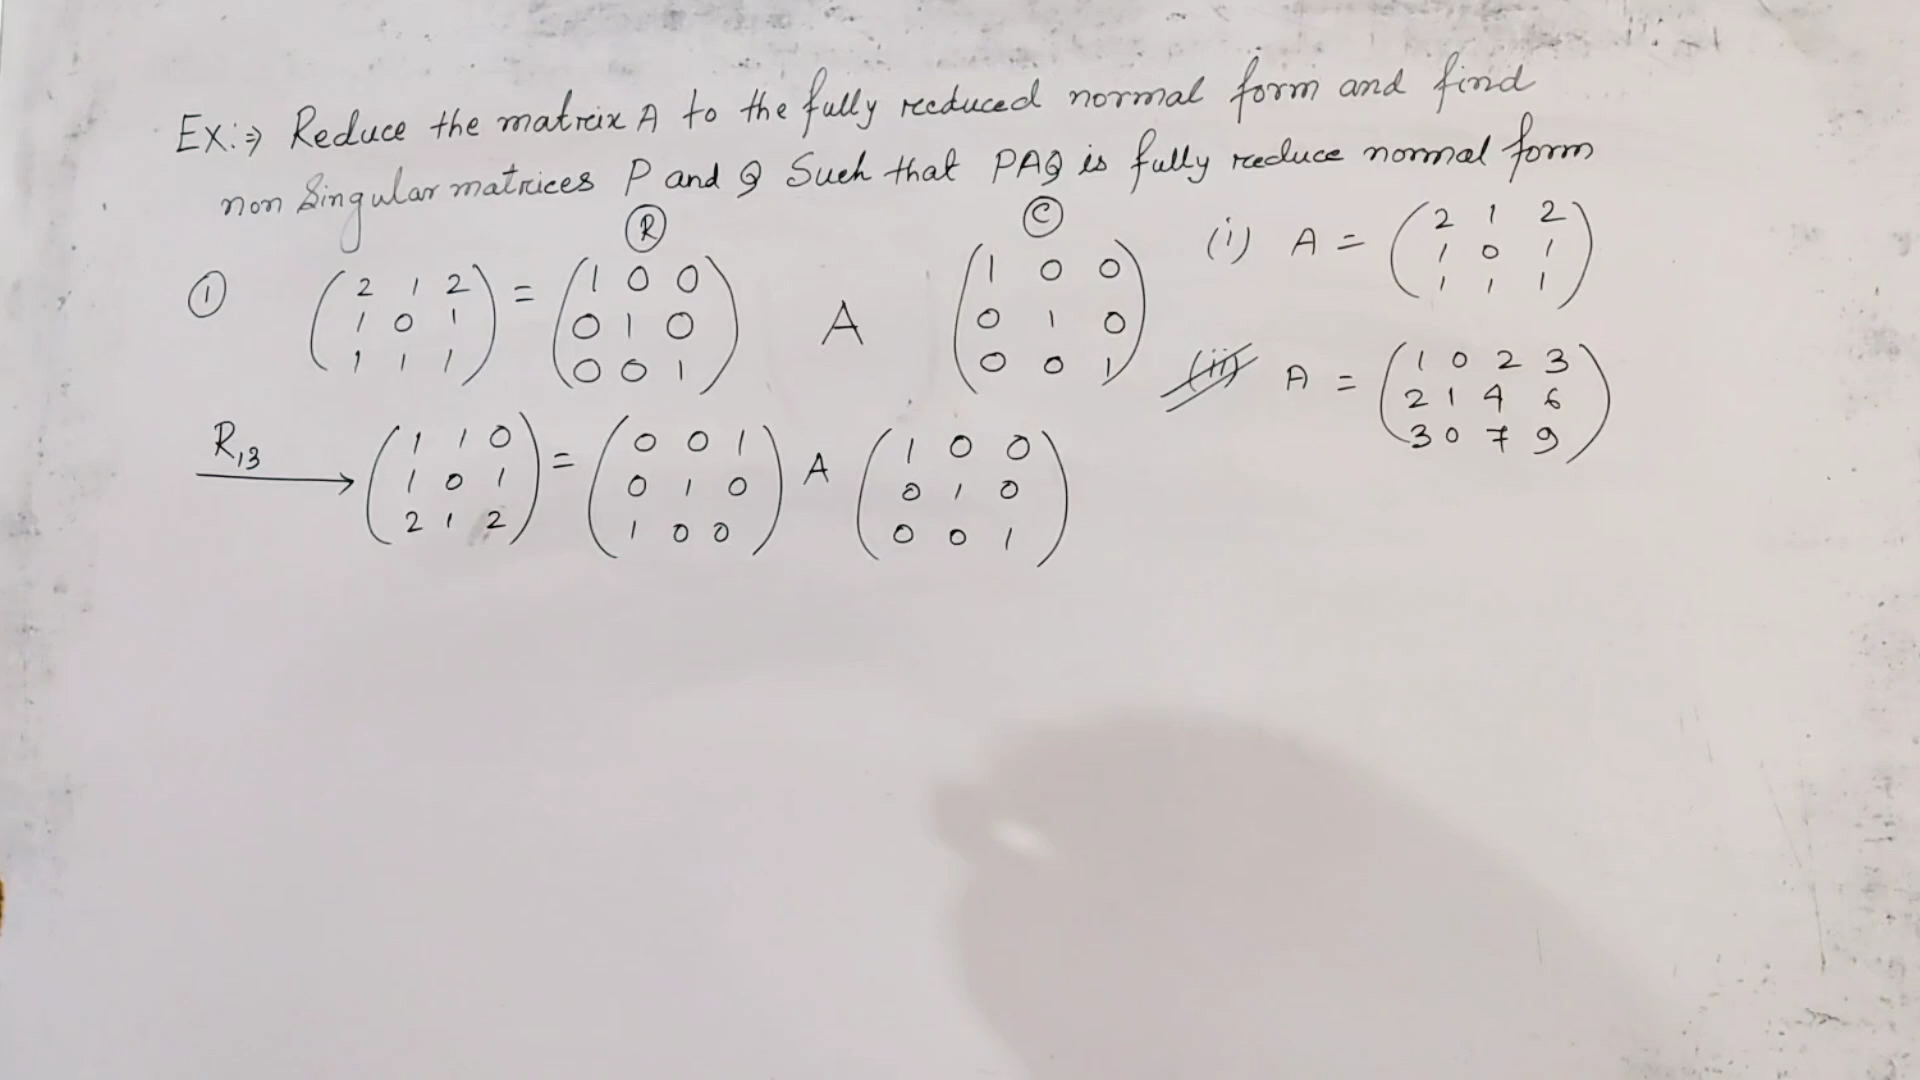 Ex:⇒ Reduce the matrix A to the fully reduced normal form and find
non Singular matrices P and Q Such that PAQ is fully reduce normal form
Ⓡ Ⓒ
(i) A = (2 1 2
1 0 1
1 1 1)
① (2 1 2
1 0 1
1 1 1) = (1 0 0
0 1 0
0 0 1) A (1 0 0
0 1 0
0 0 1)
(ii) A = (1 0 2 3
2 1 4 6
3 0 7 9)
R₁₃ → (1 1 0
1 0 1
2 1 2) = (0 0 1
0 1 0
1 0 0) A (1 0 0
0 1 0
0 0 1)